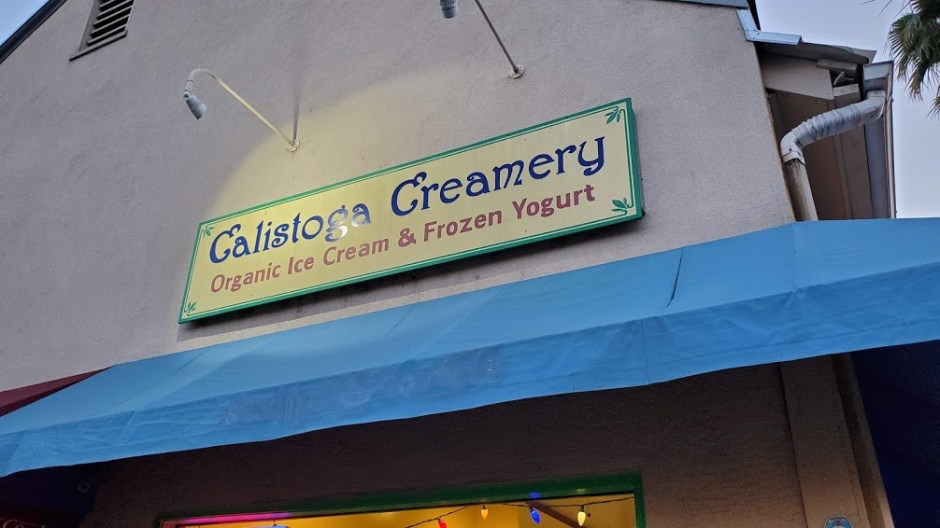 Calistoga Creamery
Organic Ice Cream & Frozen Yogurt